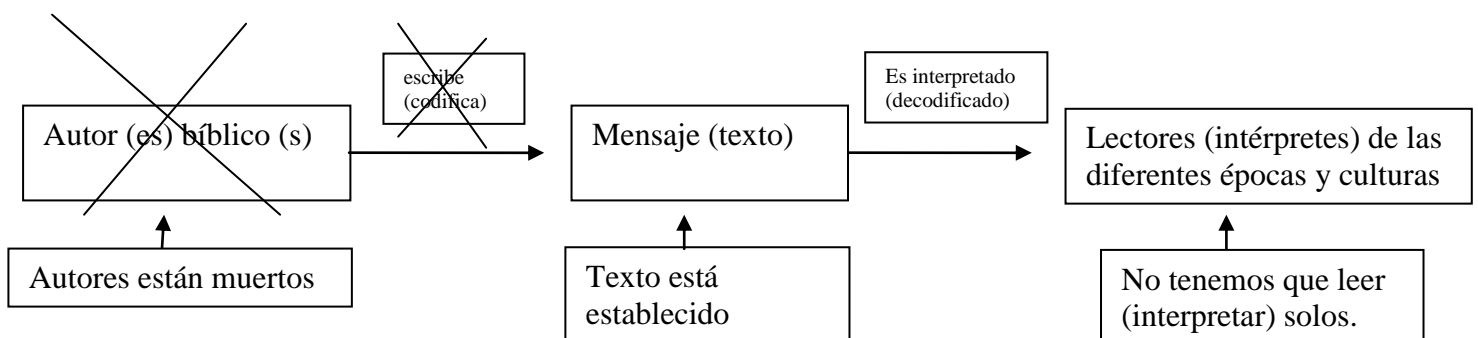 escribe
(codifica)
Es interpretado
(decodificado)
Autor (es) bíblico (s)
Mensaje (texto)
Lectores (intérpretes) de las
diferentes épocas y culturas
Autores están muertos
Texto está
establecido
No tenemos que leer
(interpretar) solos.